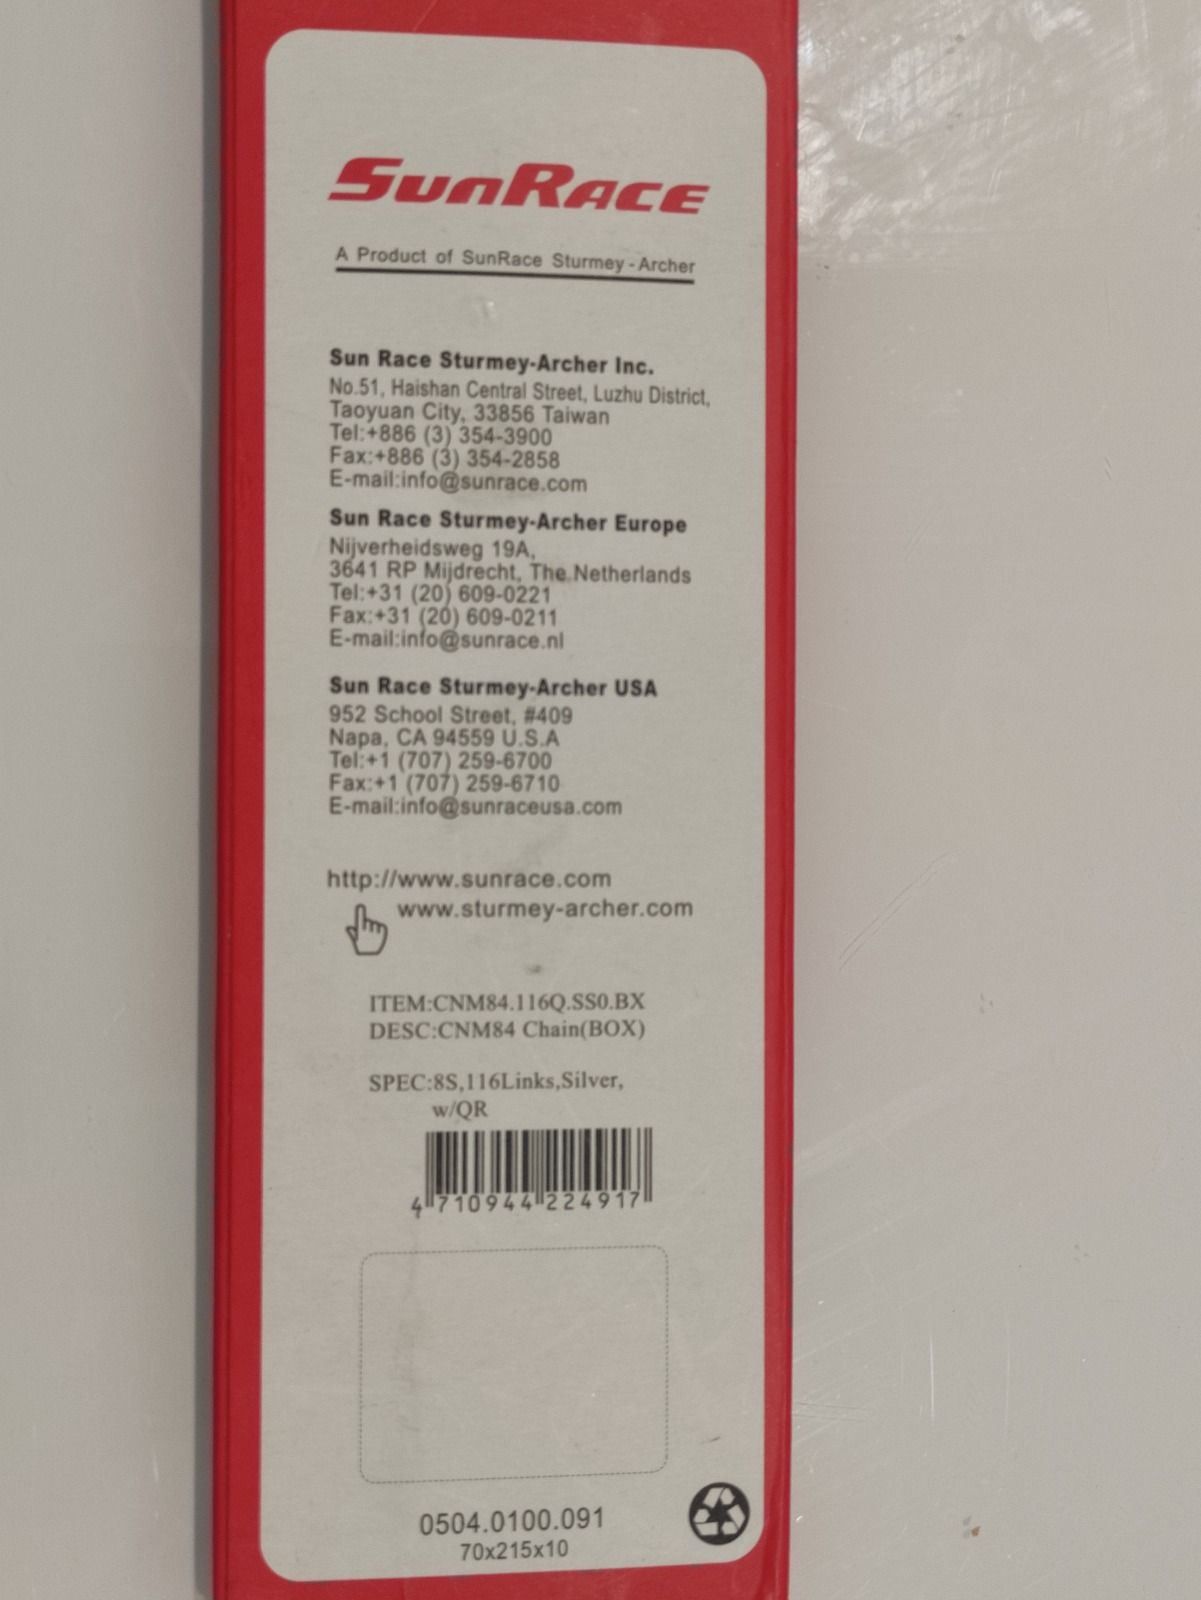 SunRace
A Product of SunRace Sturmey-Archer
Sun Race Sturmey-Archer Inc.
No.51, Haishan Central Street, Luzhu District,
Taoyuan City, 33856 Taiwan
Tel:+886 (3) 354-3900
Fax:+886 (3) 354-2858
E-mail:info@sunrace.com
Sun Race Sturmey-Archer Europe
Nijverheidsweg 19A,
3641 RP Mijdrecht, The Netherlands
Tel:+31 (20) 609-0221
Fax:+31 (20) 609-0211
E-mail:info@sunrace.nl
Sun Race Sturmey-Archer USA
952 School Street, #409
Napa, CA 94559 U.S.A
Tel:+1 (707) 259-6700
Fax:+1 (707) 259-6710
E-mail:info@sunraceusa.com
http://www.sunrace.com
www.sturmey-archer.com
ITEM:CNM84.116Q.SS0.BX
DESC:CNM84 Chain(BOX)
SPEC:8S,116Links,Silver,
w/QR
4 710944 224917
0504.0100.091
70x215x10